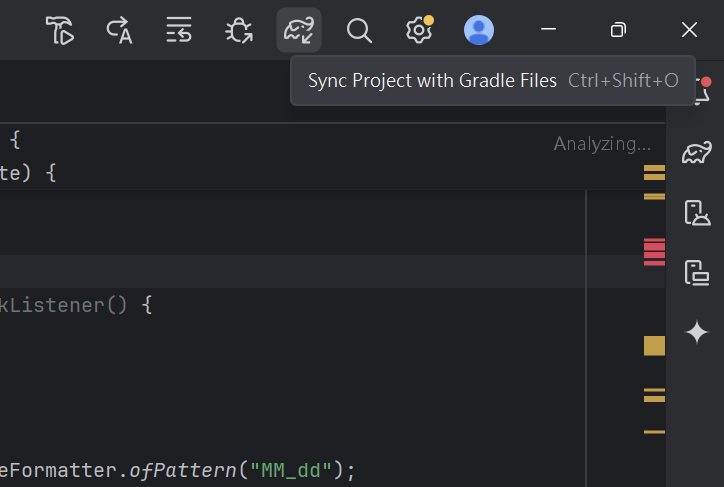 Sync Project with Gradle Files Ctrl+Shift+O
{
Analyzing...
te) {
kListener() {
eFormatter.ofPattern("MM_dd");